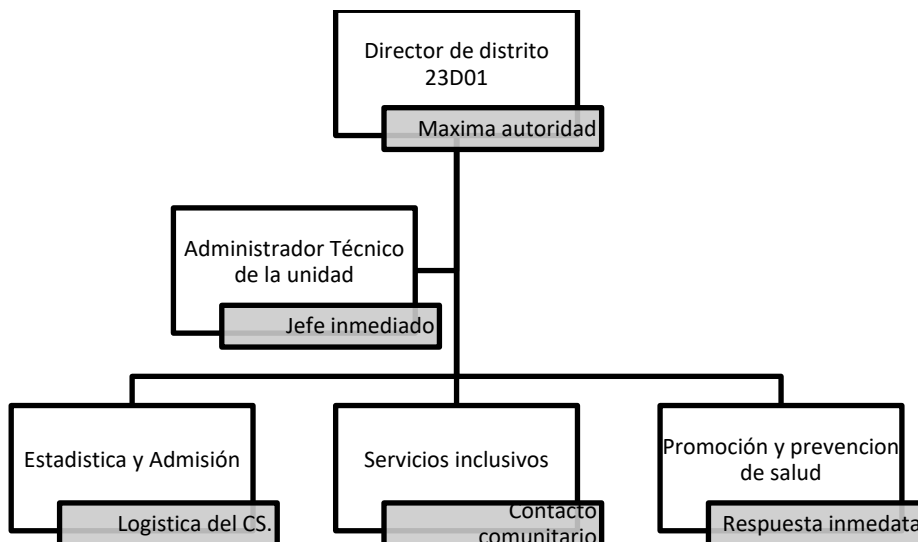 Director de distrito
23D01
Maxima autoridad
Administrador Técnico
de la unidad
Jefe inmediado
Estadistica y Admisión
Logistica del CS.
Servicios inclusivos
Contacto
comunitario
Promoción y prevencion
de salud
Respuesta inmedata